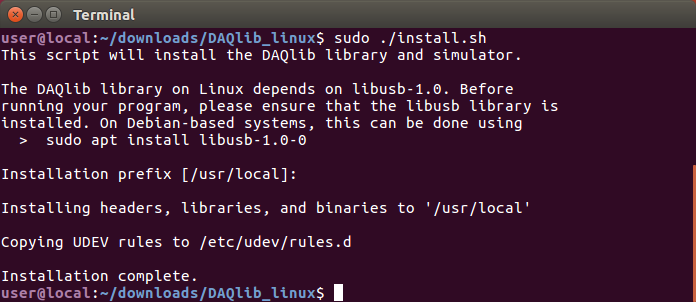 Terminal
user@local:~/downloads/DAQlib_linux$ sudo ./install.sh
This script will install the DAQlib library and simulator.
The DAQlib library on Linux depends on libusb-1.0. Before
running your program, please ensure that the libusb library is
installed. On Debian-based systems, this can be done using
  >  sudo apt install libusb-1.0-0
Installation prefix [/usr/local]:
Installing headers, libraries, and binaries to '/usr/local'
Copying UDEV rules to /etc/udev/rules.d
Installation complete.
user@local:~/downloads/DAQlib_linux$